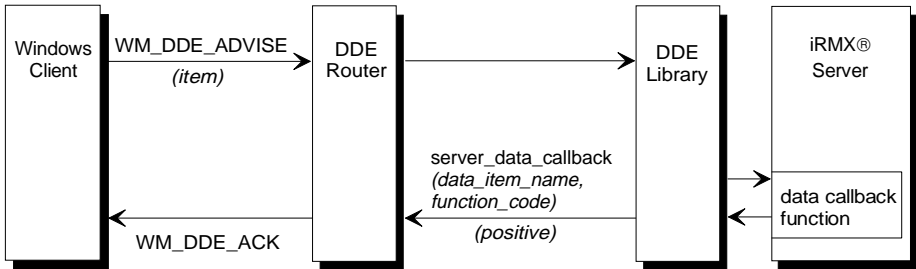 Windows
Client
WM_DDE_ADVISE
(item)
DDE
Router
DDE
Library
iRMX®
Server
server_data_callback
(data_item_name,
function_code)
(positive)
WM_DDE_ACK
data callback
function